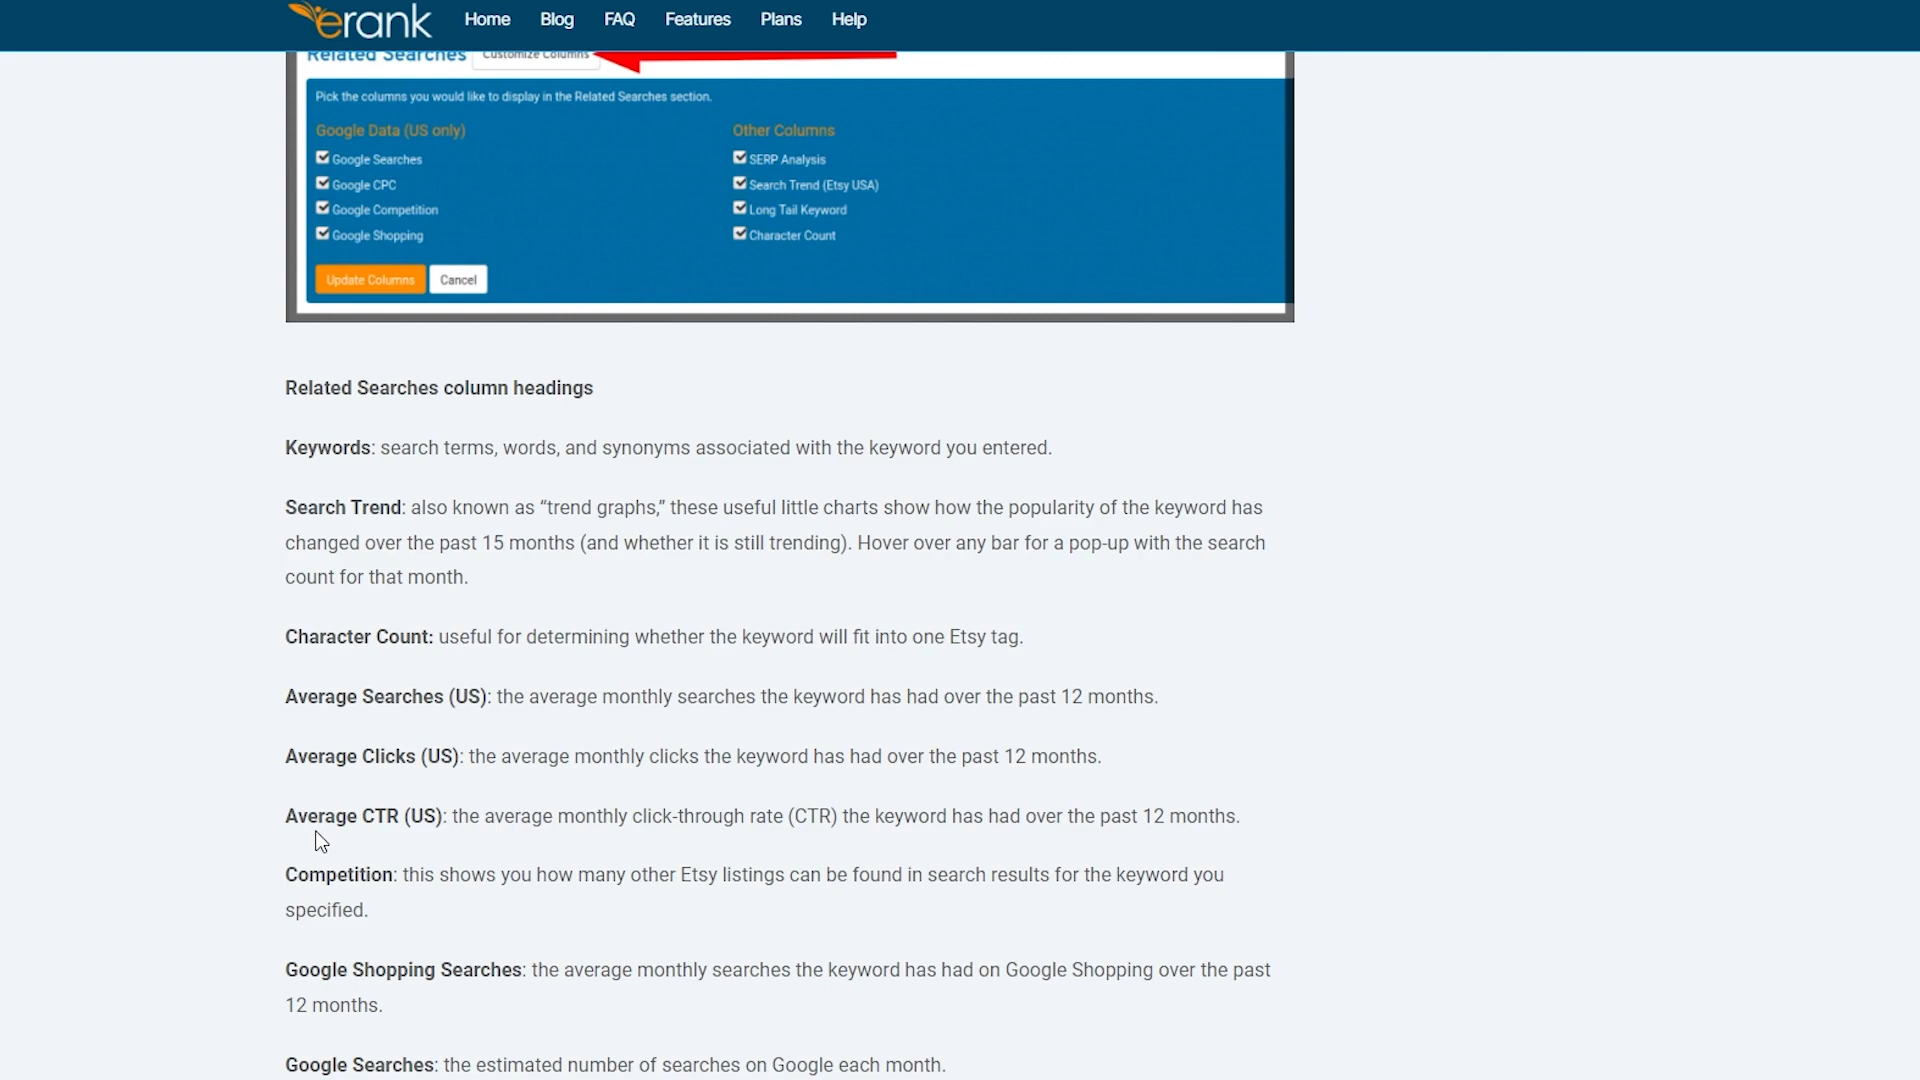 erank
Home Blog FAQ Features Plans Help
Related Searches Customize Columns
Pick the columns you would like to display in the Related Searches section.
Google Data (US only)
Google Searches
Google CPC
Google Competition
Google Shopping
Other Columns
SERP Analysis
Search Trend (Etsy USA)
Long Tail Keyword
Character Count
Update Columns Cancel
Related Searches column headings
Keywords: search terms, words, and synonyms associated with the keyword you entered.
Search Trend: also known as “trend graphs,” these useful little charts show how the popularity of the keyword has
changed over the past 15 months (and whether it is still trending). Hover over any bar for a pop-up with the search
count for that month.
Character Count: useful for determining whether the keyword will fit into one Etsy tag.
Average Searches (US): the average monthly searches the keyword has had over the past 12 months.
Average Clicks (US): the average monthly clicks the keyword has had over the past 12 months.
Average CTR (US): the average monthly click-through rate (CTR) the keyword has had over the past 12 months.
Competition: this shows you how many other Etsy listings can be found in search results for the keyword you
specified.
Google Shopping Searches: the average monthly searches the keyword has had on Google Shopping over the past
12 months.
Google Searches: the estimated number of searches on Google each month.